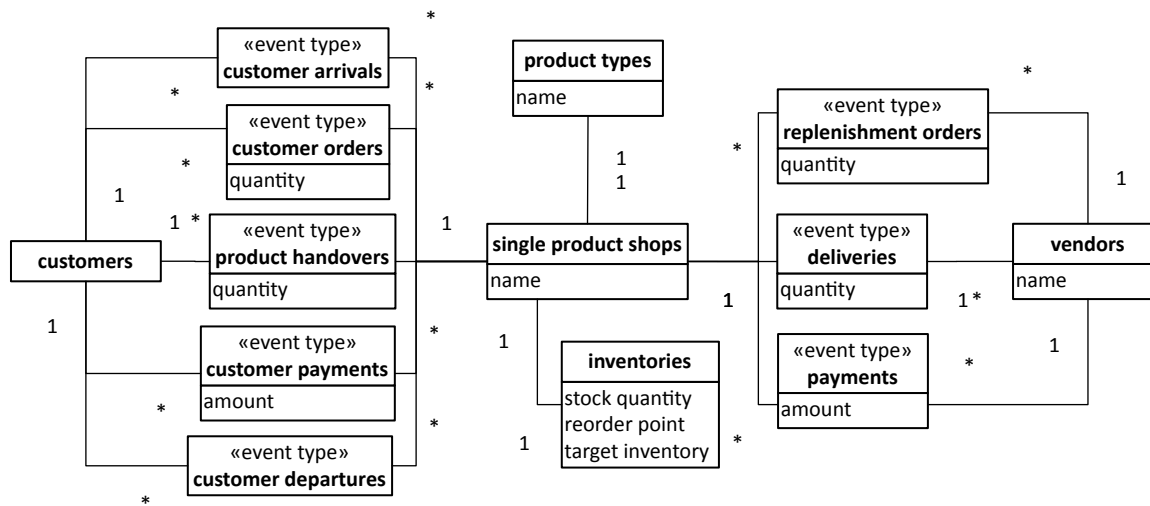 *
«event type»
customer arrivals
*
*
«event type»
customer orders
quantity
*
1
1 *
«event type»
product handovers
quantity
1
customers
1
«event type»
customer payments
amount
*
*
«event type»
customer departures
*
*
product types
name
1
1
single product shops
name
1
1
inventories
stock quantity
reorder point
target inventory
*
«event type»
replenishment orders
quantity
*
*
1
«event type»
deliveries
quantity
1
1 *
vendors
name
1
«event type»
payments
amount
*